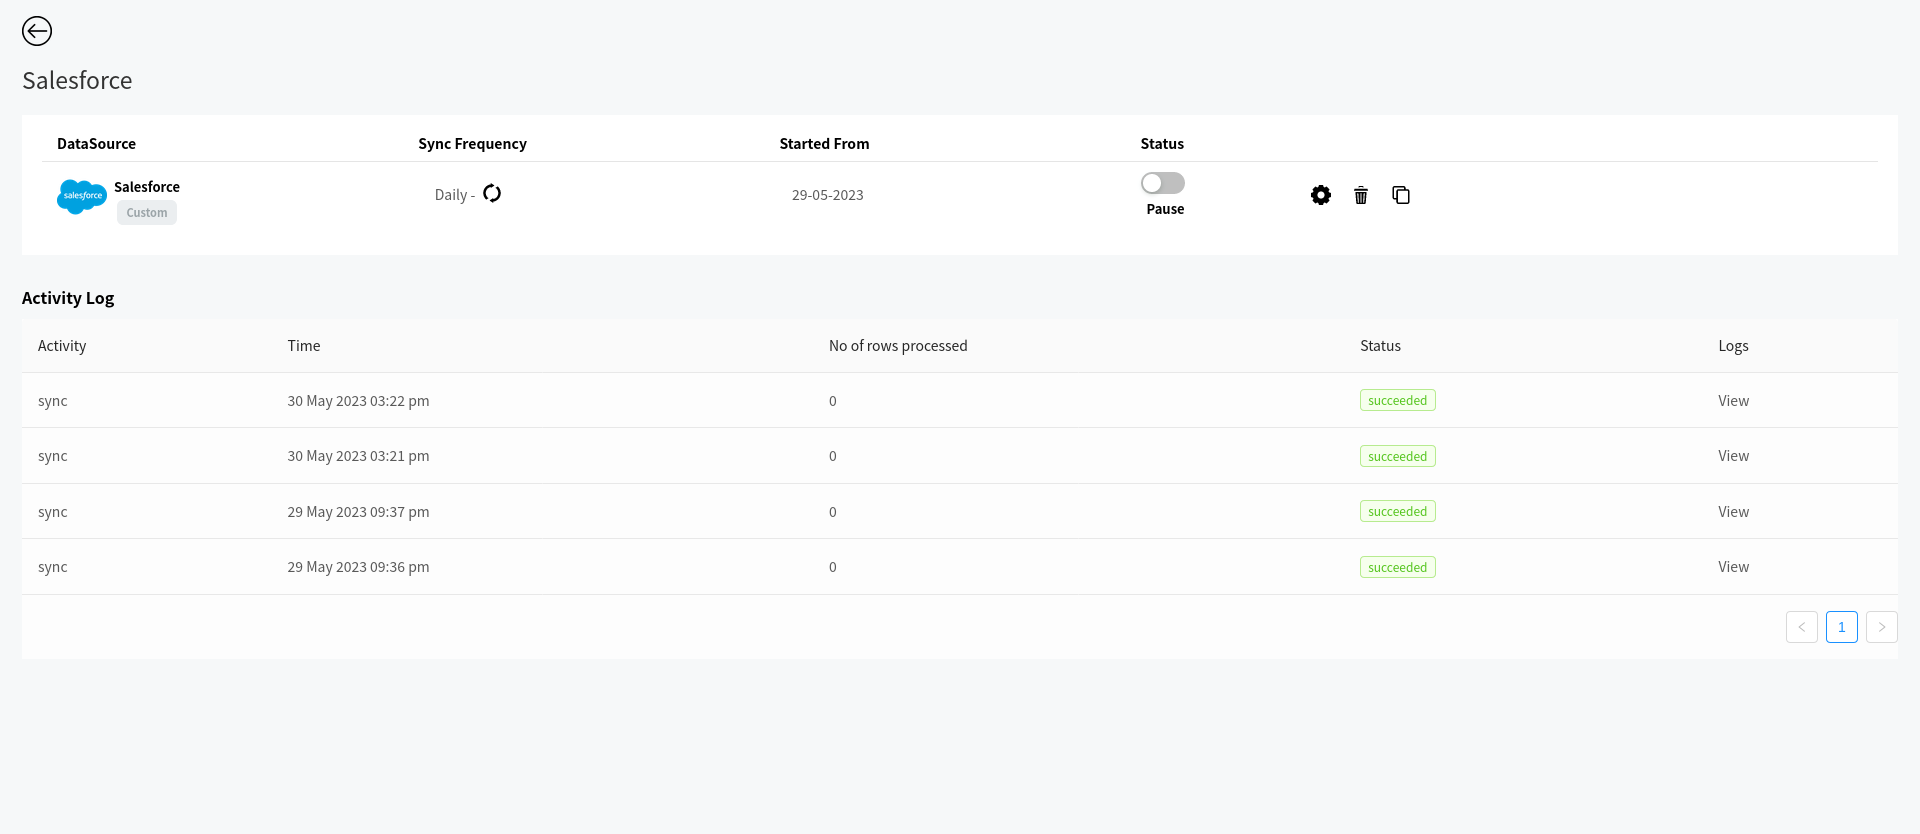 Salesforce
DataSource Sync Frequency Started From Status
salesforce Salesforce
Custom
Daily - 29-05-2023
Pause
Activity Log
Activity Time No of rows processed Status Logs
sync 30 May 2023 03:22 pm 0 succeeded View
sync 30 May 2023 03:21 pm 0 succeeded View
sync 29 May 2023 09:37 pm 0 succeeded View
sync 29 May 2023 09:36 pm 0 succeeded View
< 1 >